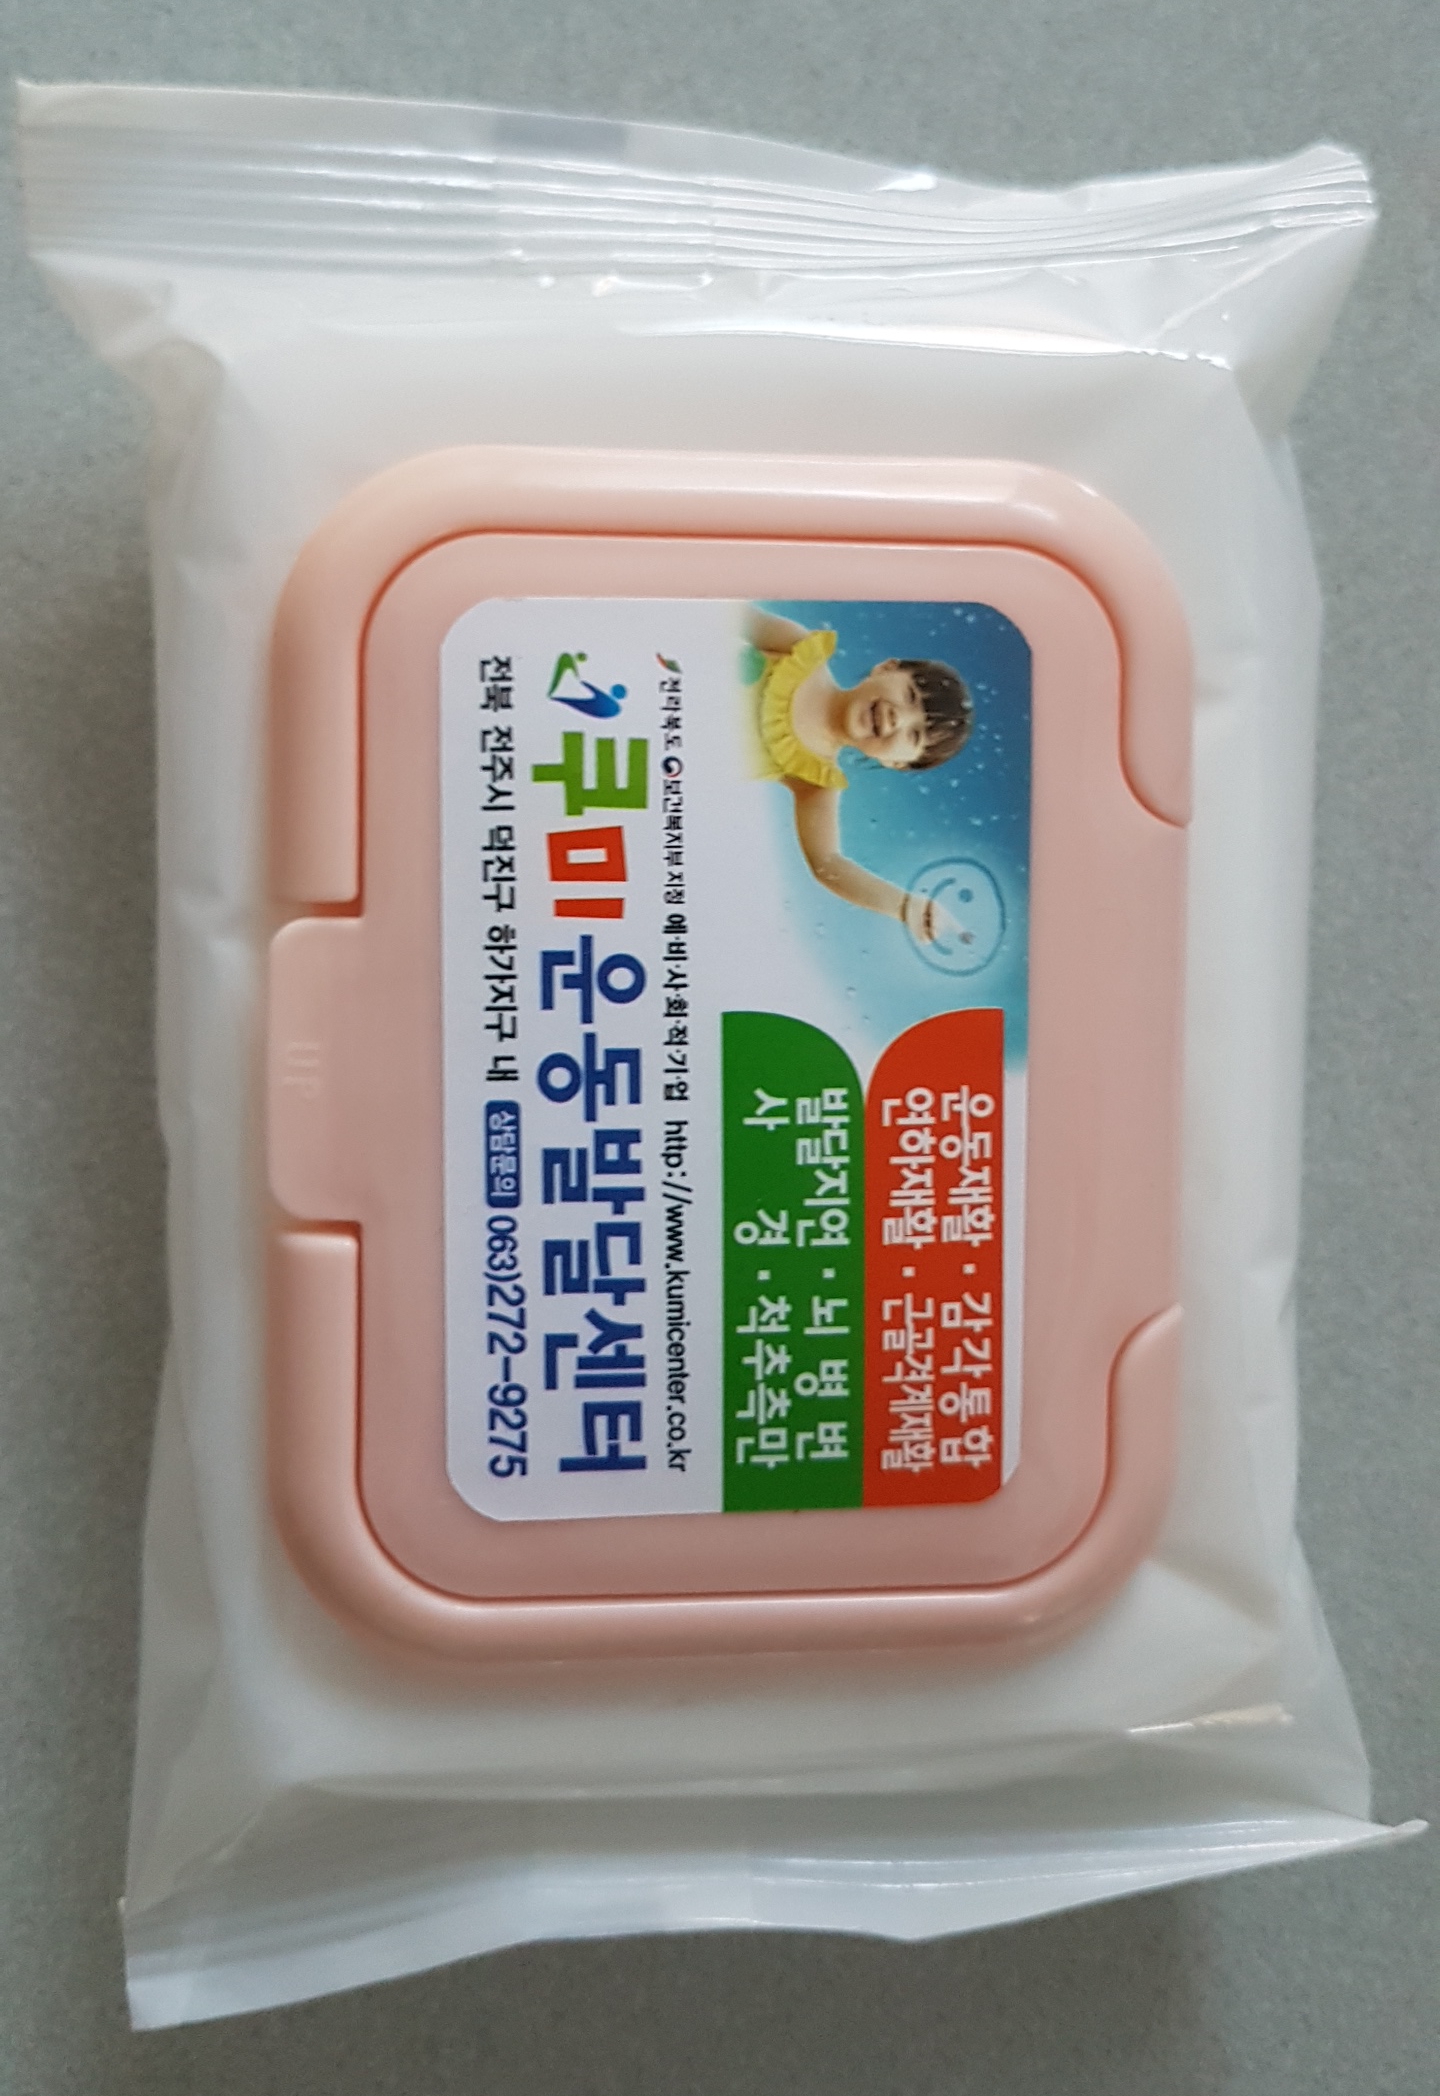 운동재활·감각통합
연하재활·근골격계재활
발달지연·뇌병변
사경·척추측만
전라북도 보건복지부 지정 예·비·사·회·적·기·업 http://www.kumicenter.co.kr
쿠미운동발달센터
전북 전주시 덕진구 하가지구 내 상담문의 063)272-9275
UP